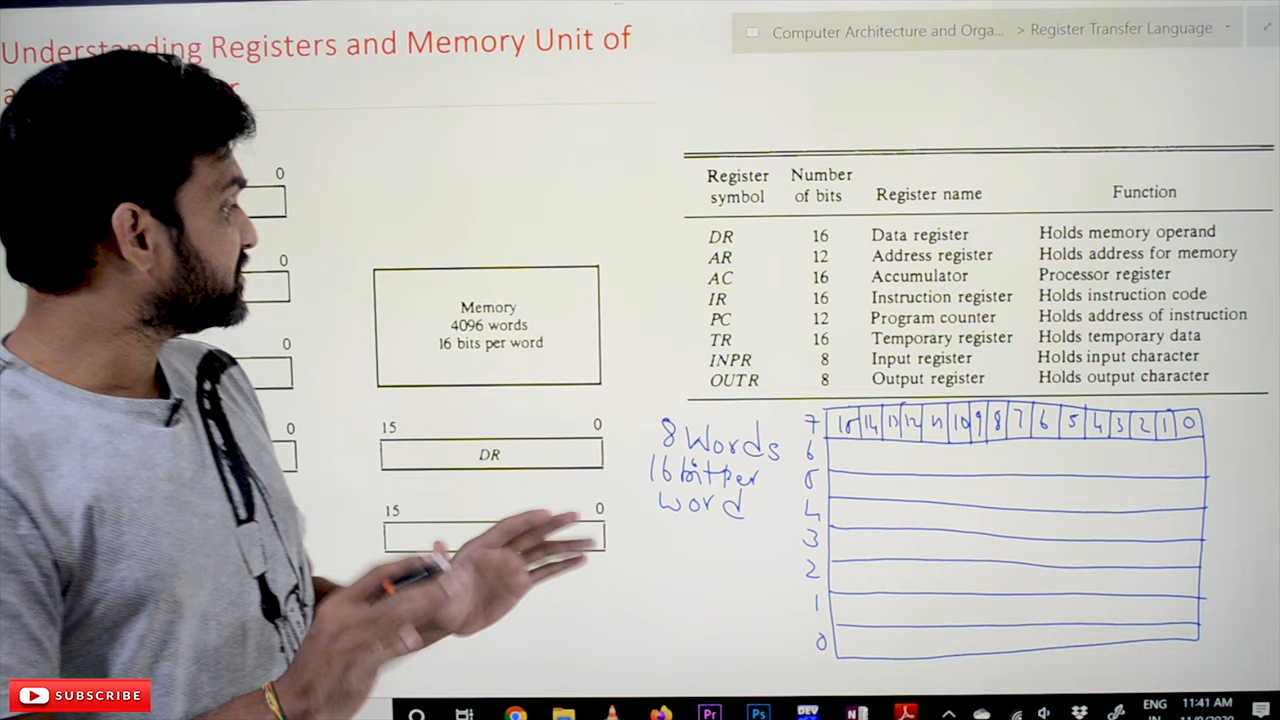 Understanding Registers and Memory Unit of
Computer Architecture and Orga... > Register Transfer Language
0
0
0
0
Memory
4096 words
16 bits per word
15 0
DR
15 0
Register symbol Number of bits Register name Function
DR 16 Data register Holds memory operand
AR 12 Address register Holds address for memory
AC 16 Accumulator Processor register
IR 16 Instruction register Holds instruction code
PC 12 Program counter Holds address of instruction
TR 16 Temporary register Holds temporary data
INPR 8 Input register Holds input character
OUTR 8 Output register Holds output character
8 Words
16 bit Per
word
7 15 14 13 12 11 10 9 8 7 6 5 4 3 2 1 0
6
5
4
3
2
1
0
SUBSCRIBE
Pr Ps DEV N
ENG
IN
11:41 AM